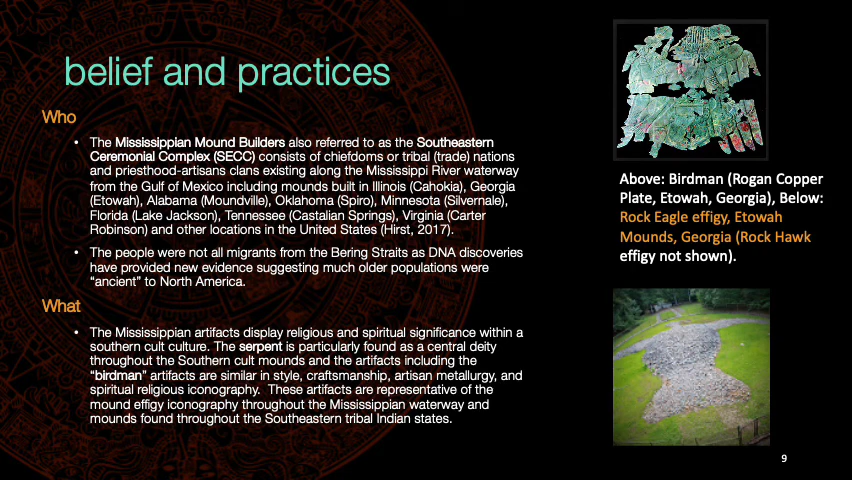 belief and practices
Who
• The Mississippian Mound Builders also referred to as the Southeastern
Ceremonial Complex (SECC) consists of chiefdoms or tribal (trade) nations
and priesthood-artisans clans existing along the Mississippi River waterway
from the Gulf of Mexico including mounds built in Illinois (Cahokia), Georgia
(Etowah), Alabama (Moundville), Oklahoma (Spiro), Minnesota (Silvernale),
Florida (Lake Jackson), Tennessee (Castalian Springs), Virginia (Carter
Robinson) and other locations in the United States (Hirst, 2017).
• The people were not all migrants from the Bering Straits as DNA discoveries
have provided new evidence suggesting much older populations were
“ancient” to North America.
What
• The Mississippian artifacts display religious and spiritual significance within a
southern cult culture. The serpent is particularly found as a central deity
throughout the Southern cult mounds and the artifacts including the
“birdman” artifacts are similar in style, craftsmanship, artisan metallurgy, and
spiritual religious iconography. These artifacts are representative of the
mound effigy iconography throughout the Mississippian waterway and
mounds found throughout the Southeastern tribal Indian states.
Above: Birdman (Rogan Copper
Plate, Etowah, Georgia), Below:
Rock Eagle effigy, Etowah
Mounds, Georgia (Rock Hawk
effigy not shown).
9